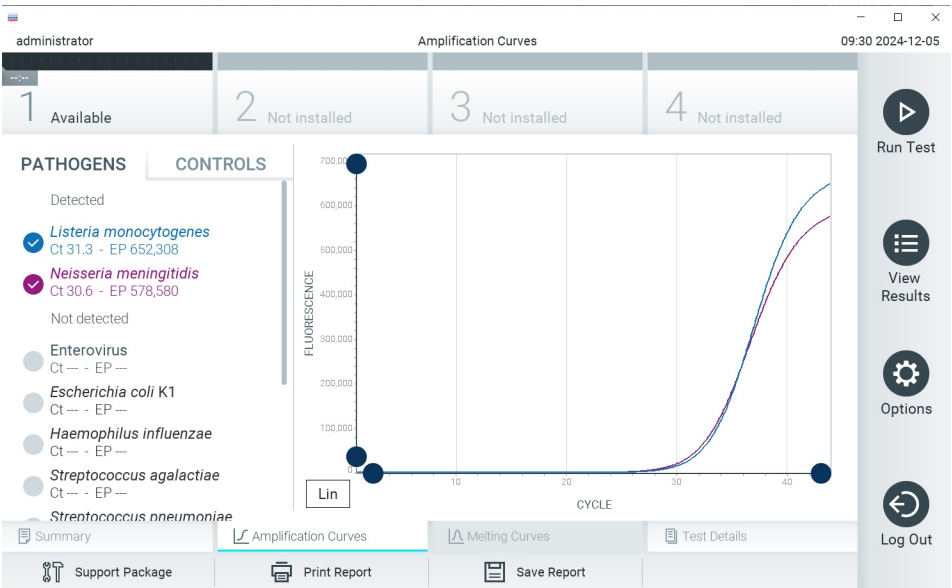 administrator
Amplification Curves
09:30 2024-12-05
--:--
1 Available
2 Not installed
3 Not installed
4 Not installed
Run Test
PATHOGENS
CONTROLS
Detected
Listeria monocytogenes
Ct 31.3 - EP 652,308
Neisseria meningitidis
Ct 30.6 - EP 578,580
Not detected
Enterovirus
Ct --- - EP ---
Escherichia coli K1
Ct --- - EP ---
Haemophilus influenzae
Ct --- - EP ---
Streptococcus agalactiae
Ct --- - EP ---
Streptococcus pneumoniae
700,00
600,000
500,000
400,000
300,000
200,000
100,000
0
FLUORESCENCE
10
20
30
40
CYCLE
Lin
View
Results
Options
Log Out
Summary
Amplification Curves
Melting Curves
Test Details
Support Package
Print Report
Save Report